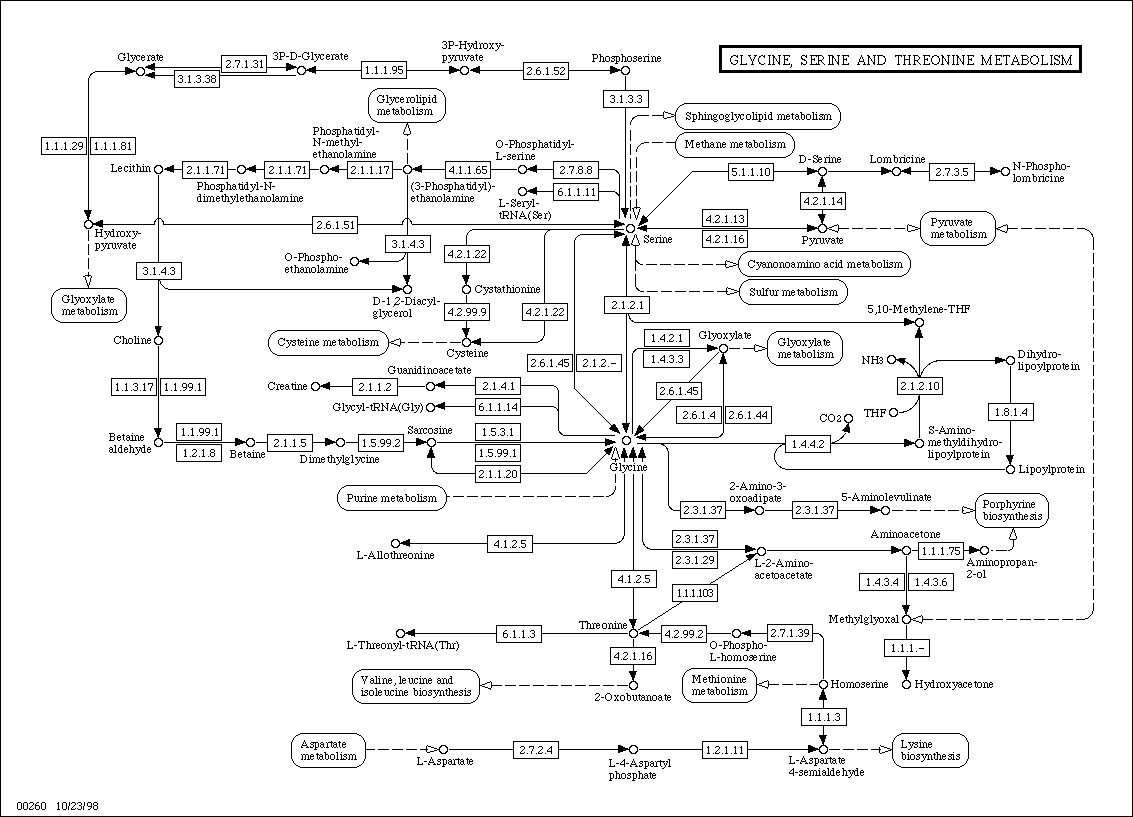 GLYCINE, SERINE AND THREONINE METABOLISM
Glycerate
2.7.1.31
3.1.3.38
3P-D-Glycerate
1.1.1.95
3P-Hydroxy-
pyruvate
2.6.1.52
Phosphoserine
3.1.3.3
Glycerolipid
metabolism
Sphingoglycolipid metabolism
Methane metabolism
1.1.1.29
1.1.1.81
Phosphatidyl-
N-methyl-
ethanolamine
O-Phosphatidyl-
L-serine
Lecithin
2.1.1.71
2.1.1.71
2.1.1.17
4.1.1.65
2.7.8.8
Phosphatidyl-N-
dimethylethanolamine
(3-Phosphatidyl)-
ethanolamine
6.1.1.11
L-Seryl-
tRNA(Ser)
5.1.1.10
D-Serine
Lombricine
2.7.3.5
N-Phospho-
lombricine
4.2.1.14
Hydroxy-
pyruvate
2.6.1.51
Serine
4.2.1.13
4.2.1.16
Pyruvate
Pyruvate
metabolism
3.1.4.3
3.1.4.3
O-Phospho-
ethanolamine
4.2.1.22
Cyanonoamino acid metabolism
Sulfur metabolism
Glyoxylate
metabolism
D-1,2-Diacyl-
glycerol
Cystathionine
4.2.99.9
4.2.1.22
2.1.2.1
5,10-Methylene-THF
Choline
Cysteine metabolism
Cysteine
1.4.2.1
1.4.3.3
Glyoxylate
Glyoxylate
metabolism
2.6.1.45
2.1.2.-
NH3
Dihydro-
lipoylprotein
1.1.3.17
1.1.99.1
Creatine
2.1.1.2
Guanidinoacetate
2.1.4.1
2.6.1.45
2.1.2.10
Glycyl-tRNA(Gly)
6.1.1.14
2.6.1.4
2.6.1.44
CO2
THF
1.8.1.4
Betaine
aldehyde
1.1.99.1
1.2.1.8
Betaine
2.1.1.5
Dimethylglycine
1.5.99.2
Sarcosine
1.5.3.1
1.5.99.1
2.1.1.20
Glycine
1.4.4.2
S-Amino-
methyldihydro-
lipoylprotein
Lipoylprotein
Purine metabolism
2.3.1.37
2-Amino-3-
oxoadipate
2.3.1.37
5-Aminolevulinate
Porphyrine
biosynthesis
L-Allothreonine
4.1.2.5
2.3.1.37
2.3.1.29
L-2-Amino-
acetoacetate
Aminoacetone
1.1.1.75
Aminopropan-
2-ol
4.1.2.5
1.1.1.103
1.4.3.4
1.4.3.6
Methylglyoxal
L-Threonyl-tRNA(Thr)
6.1.1.3
Threonine
4.2.99.2
O-Phospho-
L-homoserine
2.7.1.39
1.1.1.-
4.2.1.16
Valine, leucine and
isoleucine biosynthesis
2-Oxobutanoate
Methionine
metabolism
Homoserine
Hydroxyacetone
1.1.1.3
Aspartate
metabolism
L-Aspartate
2.7.2.4
L-4-Aspartyl
phosphate
1.2.1.11
L-Aspartate
4-semialdehyde
Lysine
biosynthesis
00260 10/23/98